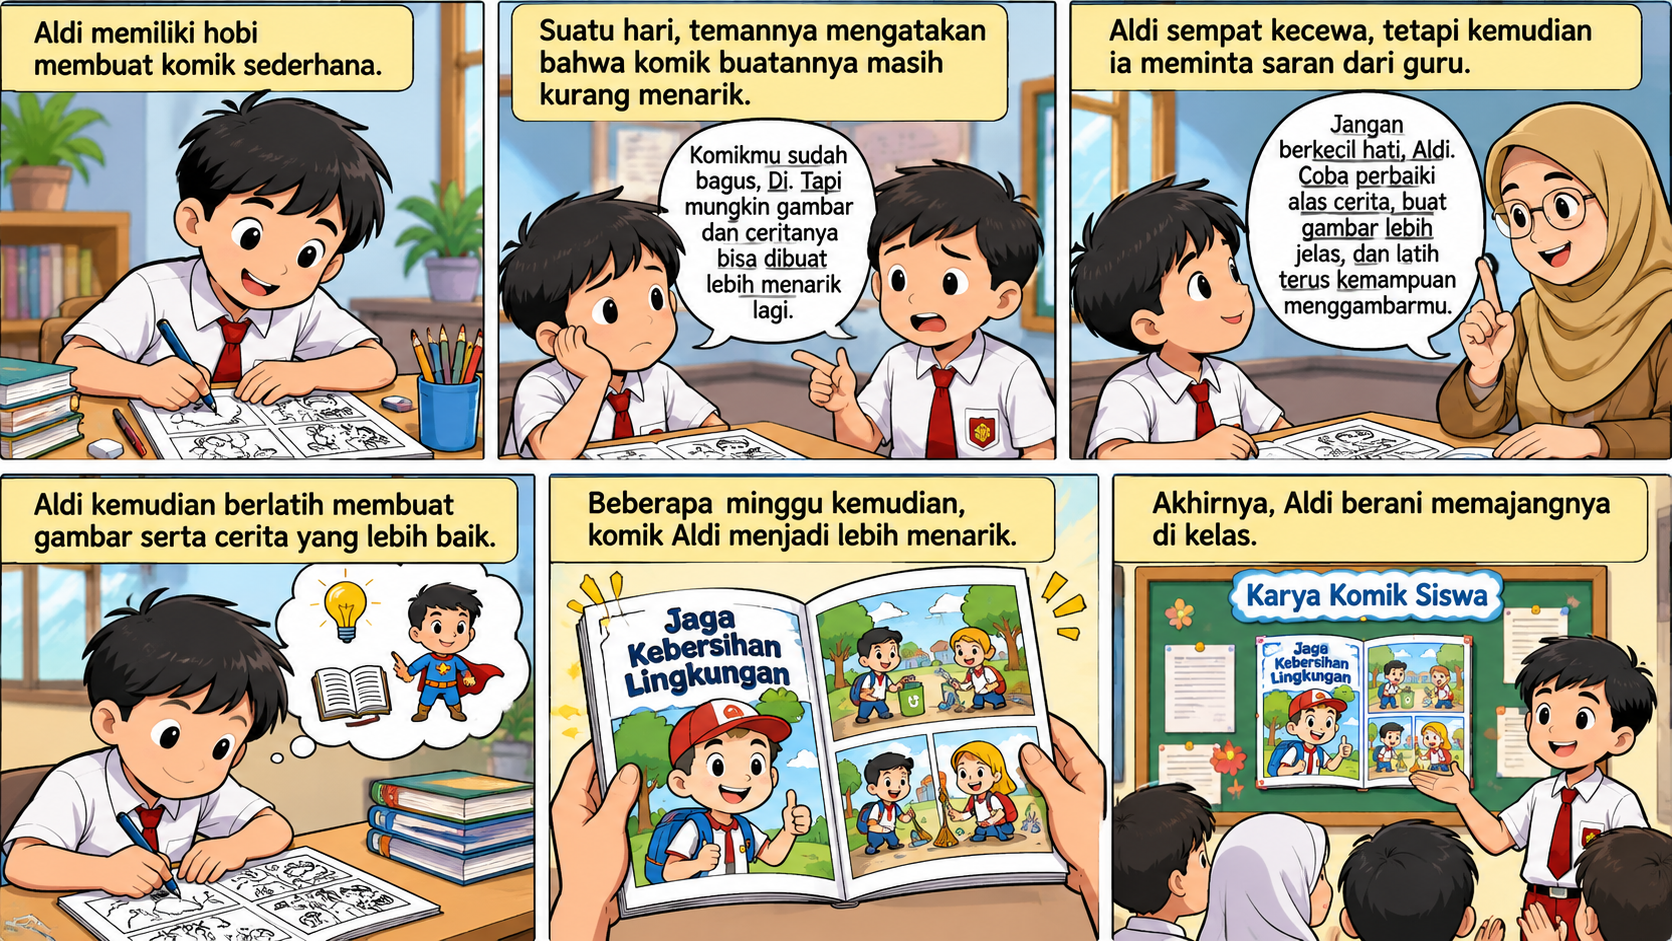 Aldi memiliki hobi
membuat komik sederhana.
Suatu hari, temannya mengatakan
bahwa komik buatannya masih
kurang menarik.
Komikmu sudah
bagus, Di. Tapi
mungkin gambar
dan ceritanya
bisa dibuat
lebih menarik
lagi.
Aldi sempat kecewa, tetapi kemudian
ia meminta saran dari guru.
Jangan
berkecil hati, Aldi.
Coba perbaiki
alas cerita, buat
gambar lebih
jelas, dan latih
terus kemampuan
menggambarmu.
Aldi kemudian berlatih membuat
gambar serta cerita yang lebih baik.
Beberapa minggu kemudian,
komik Aldi menjadi lebih menarik.
Jaga
Kebersihan
Lingkungan
Akhirnya, Aldi berani memajangnya
di kelas.
Karya Komik Siswa
Jaga
Kebersihan
Lingkungan